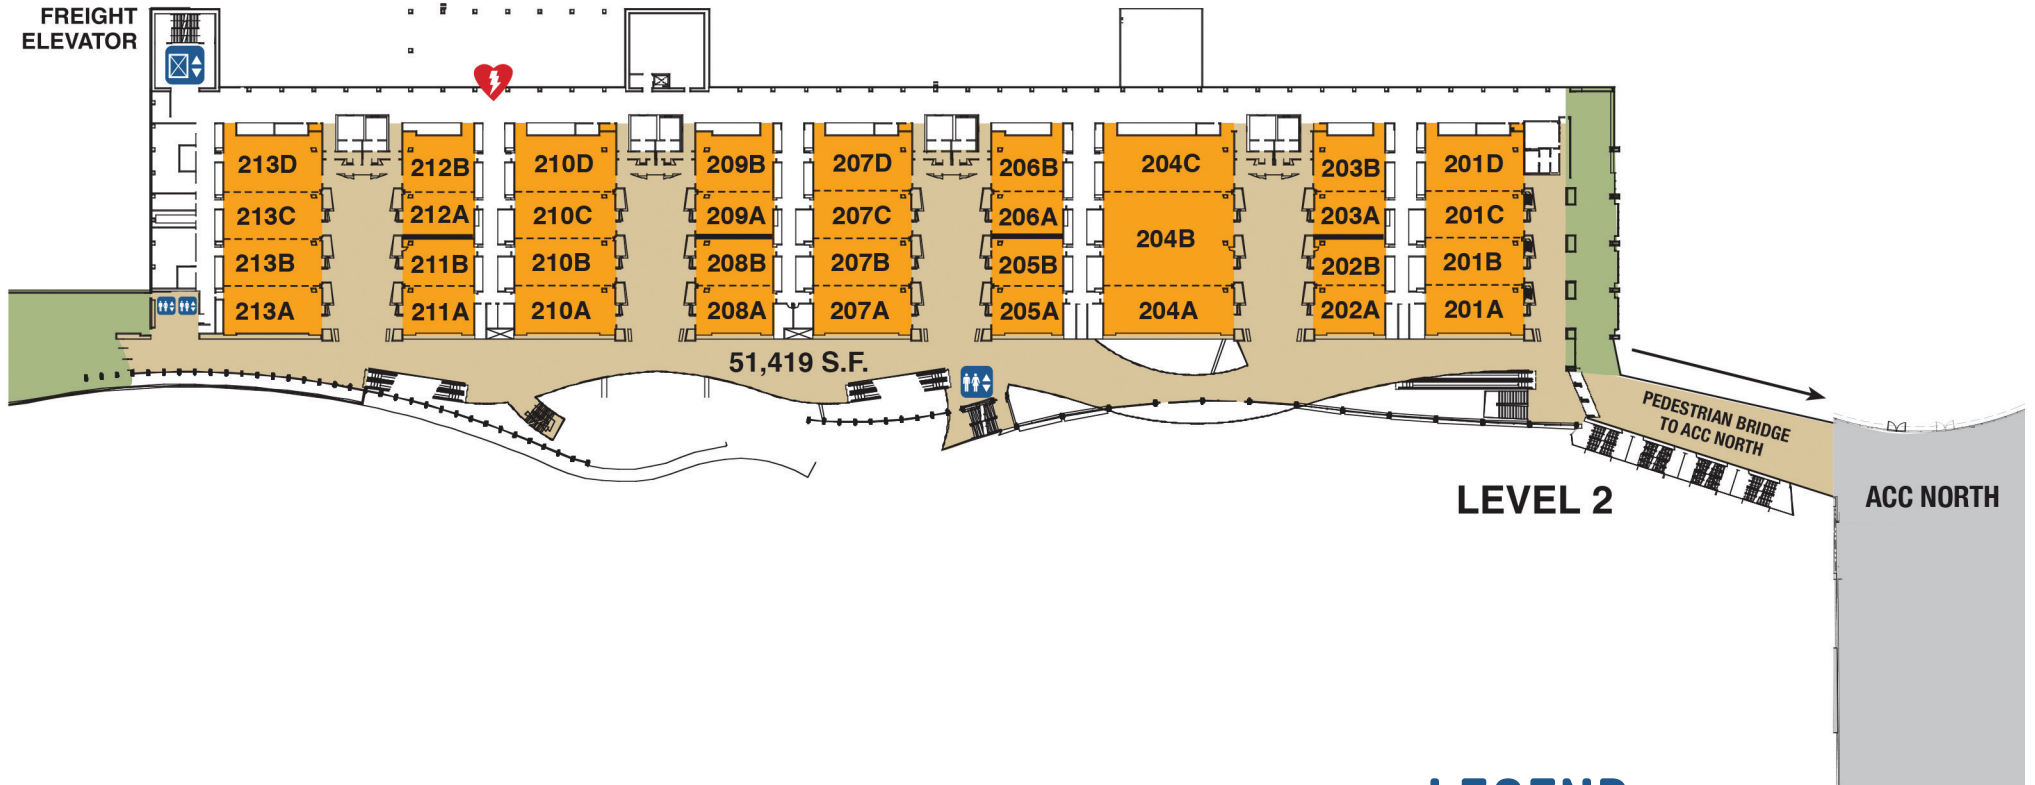 FREIGHT
ELEVATOR
213D
212B
210D
209B
207D
206B
204C
203B
201D
213C
212A
210C
209A
207C
206A
204B
203A
201C
213B
211B
210B
208B
207B
205B
202B
201B
213A
211A
210A
208A
207A
205A
204A
202A
201A
51,419 S.F.
PEDESTRIAN BRIDGE
TO ACC NORTH
LEVEL 2
ACC NORTH
LEGEND